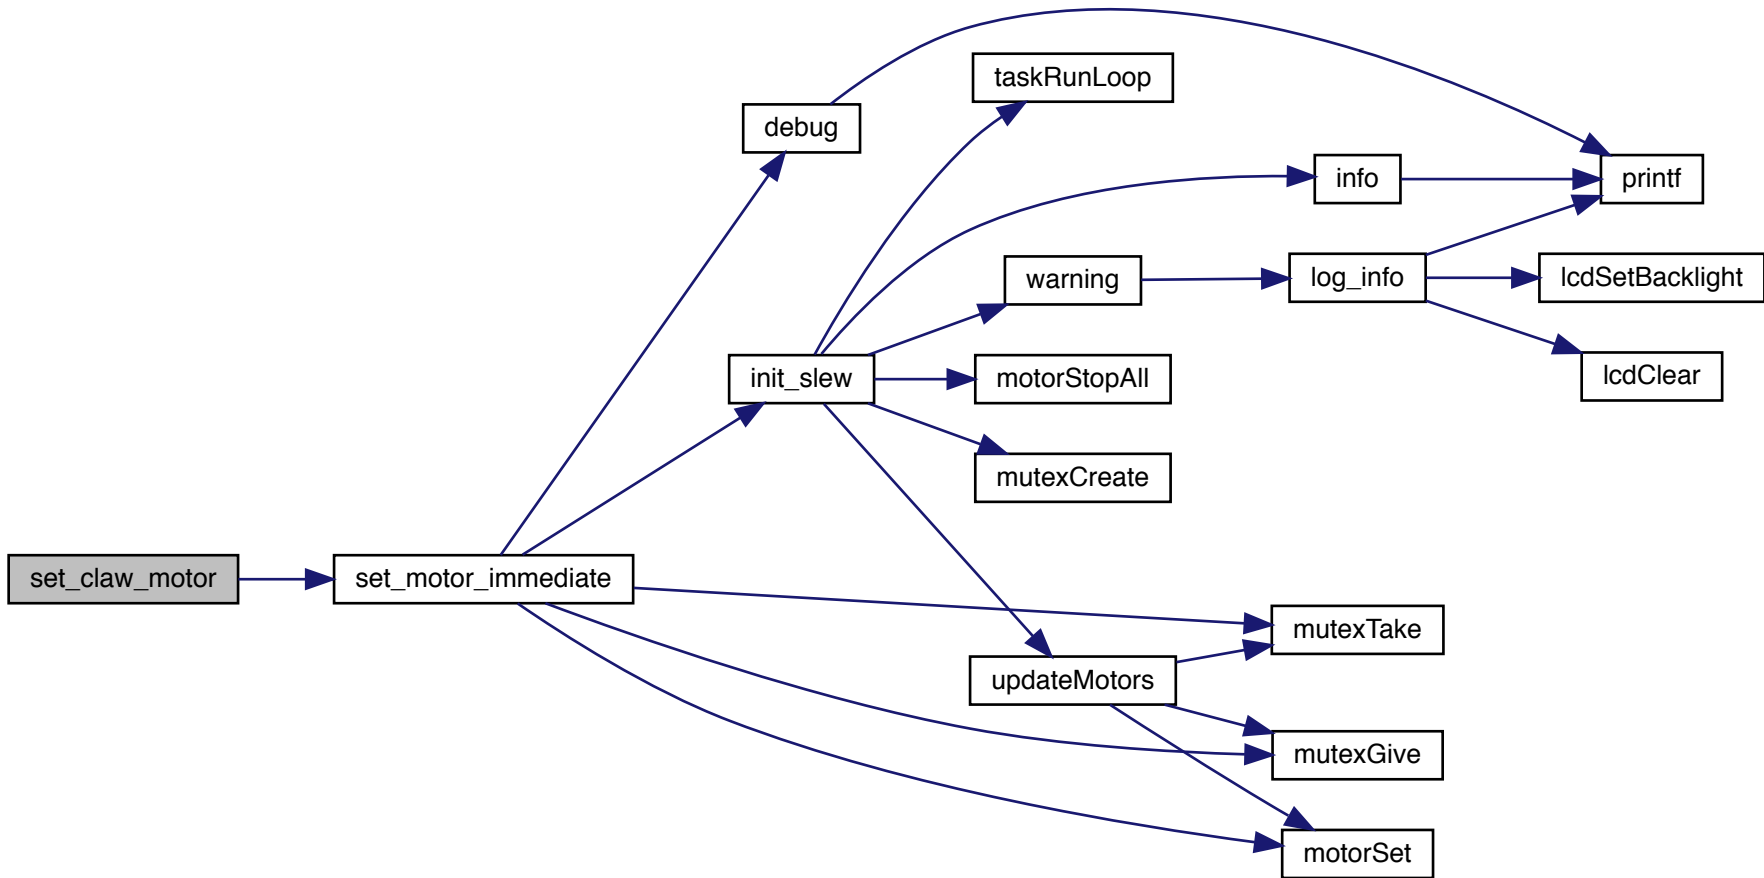 taskRunLoop
debug
info
printf
warning
log_info
lcdSetBacklight
init_slew
motorStopAll
lcdClear
mutexCreate
set_claw_motor
set_motor_immediate
mutexTake
updateMotors
mutexGive
motorSet